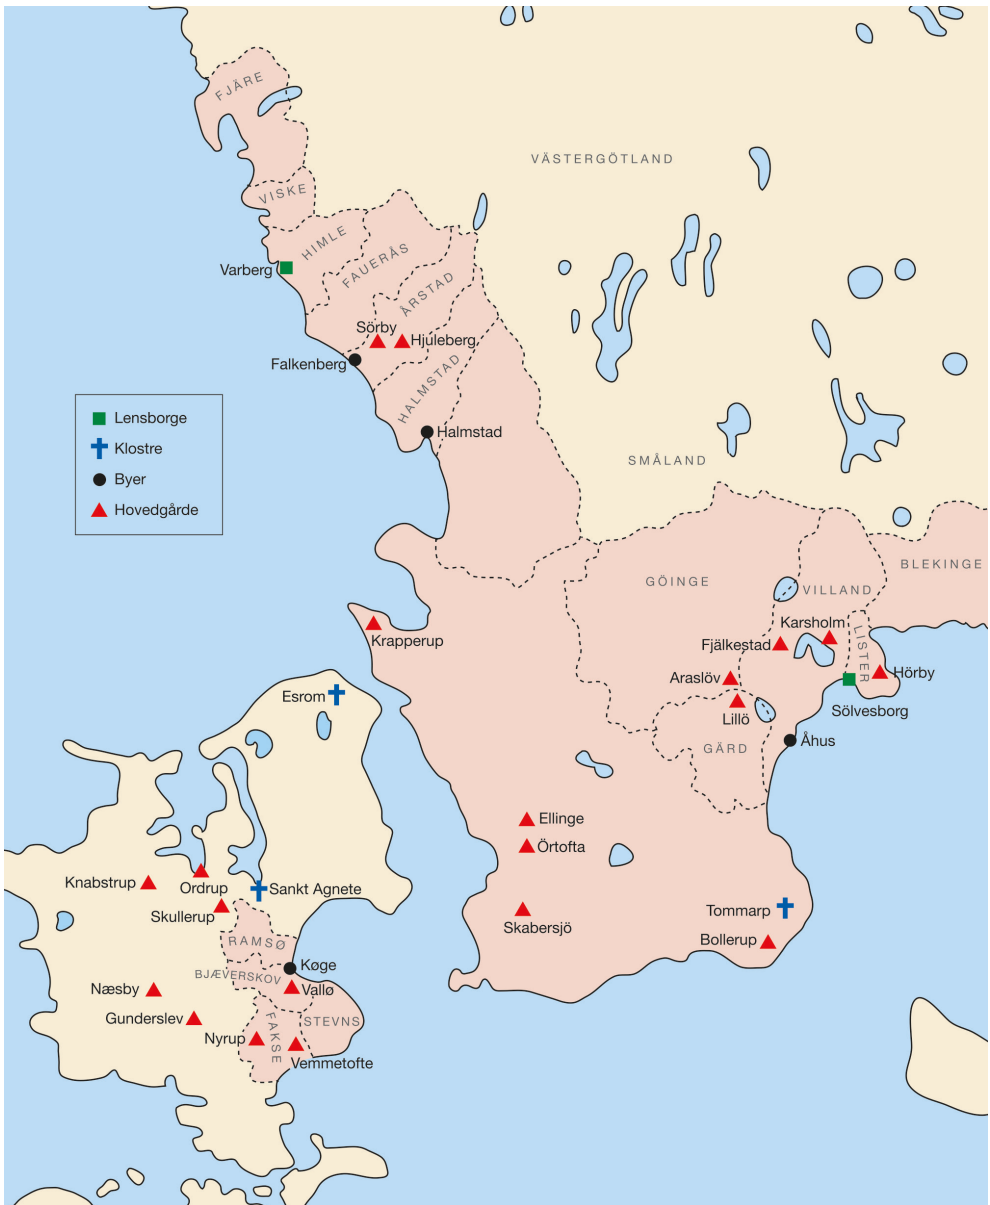 FJÄRE
VÄSTERGÖTLAND
VISKE
HIMLE
FAUERÅS
Varberg
ÅRSTAD
Sörby
Hjuleberg
Falkenberg
HALMSTAD
Halmstad
Lensborge
Klostre
Byer
Hovedgårde
SMÅLAND
BLEKINGE
GÖINGE
VILLAND
Karsholm
Krapperup
Fjälkestad
LISTER
Hörby
Araslöv
Esrom
Sölvesborg
Lillö
Åhus
GÄRD
Ellinge
Örtofta
Knabstrup
Ordrup
Sankt Agnete
Skullerup
Tommarp
Skabersjö
Bollerup
RAMSØ
Køge
BJÆVERSKOV
Næsby
Vallø
Gunderslev
STEVNS
Nyrup
FAKSE
Vemmetofte